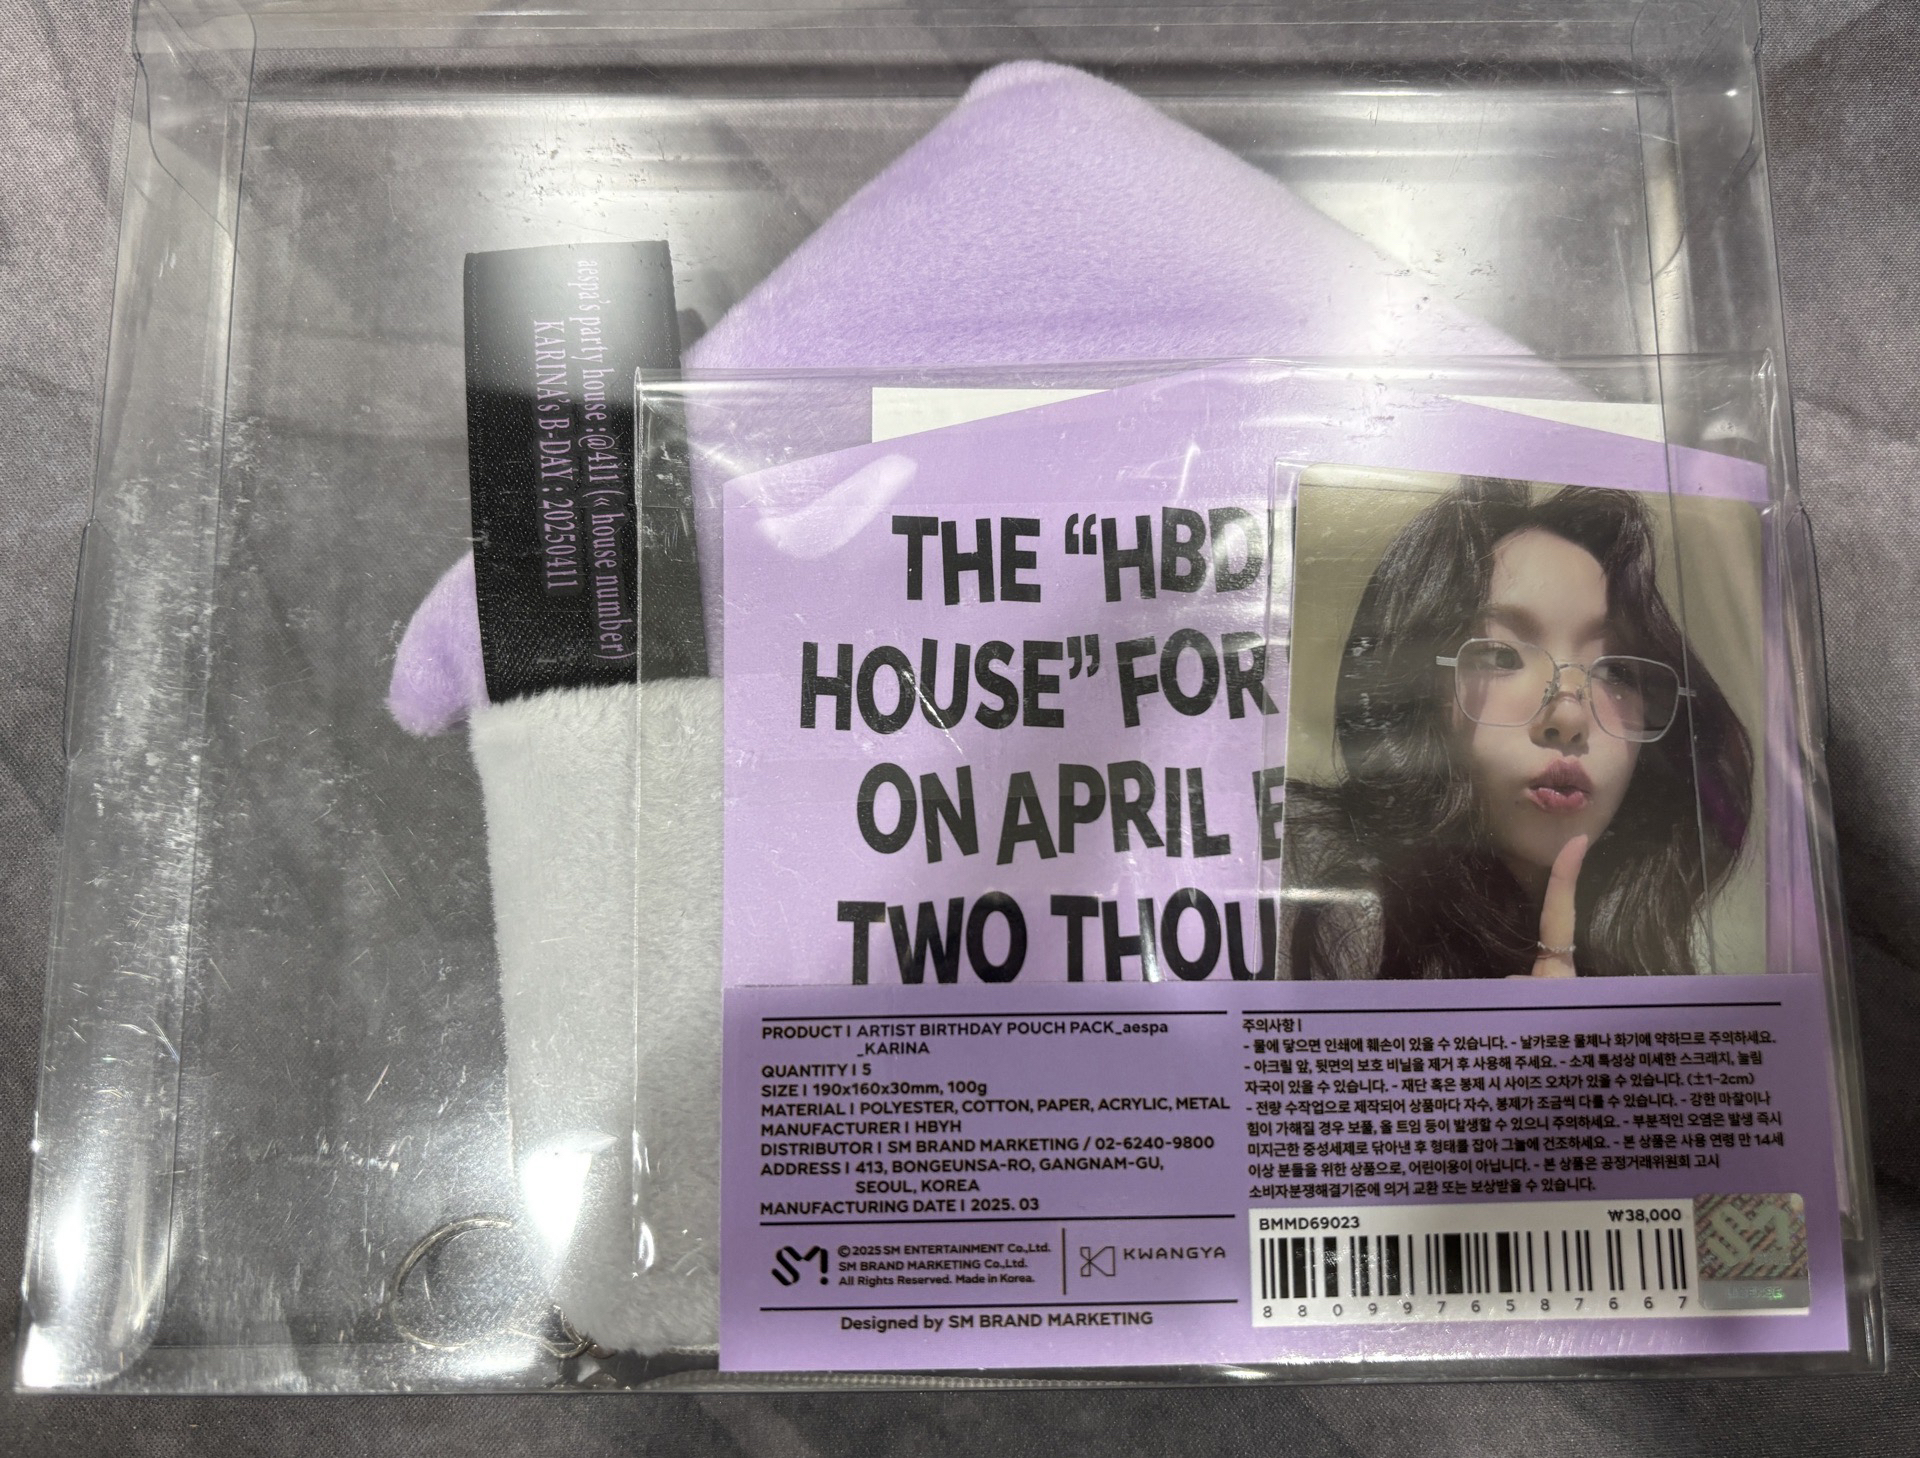 aespa's party house :@411 (« house number)
KARINA's B-DAY : 20250411
THE “HBD
HOUSE” FOR
ON APRIL E
TWO THOU
PRODUCT | ARTIST BIRTHDAY POUCH PACK_aespa
_KARINA
QUANTITY | 5
SIZE | 190x160x30mm, 100g
MATERIAL | POLYESTER, COTTON, PAPER, ACRYLIC, METAL
MANUFACTURER | HBYH
DISTRIBUTOR | SM BRAND MARKETING / 02-6240-9800
ADDRESS | 413, BONGEUNSA-RO, GANGNAM-GU,
SEOUL, KOREA
MANUFACTURING DATE | 2025. 03
SM
©2025 SM ENTERTAINMENT Co.,Ltd.
SM BRAND MARKETING Co.,Ltd.
All Rights Reserved. Made in Korea.
KWANGYA
Designed by SM BRAND MARKETING
주의사항 |
- 물에 닿으면 인쇄에 훼손이 있을 수 있습니다. - 날카로운 물체나 화기에 약하므로 주의하세요.
- 아크릴 앞, 뒷면의 보호 비닐을 제거 후 사용해 주세요. - 소재 특성상 미세한 스크래치, 눌림
자국이 있을 수 있습니다. - 재단 혹은 봉제 시 사이즈 오차가 있을 수 있습니다. (±1~2cm)
- 전량 수작업으로 제작되어 상품마다 자수, 봉제가 조금씩 다를 수 있습니다. - 강한 마찰이나
힘이 가해질 경우 보풀, 올 트임 등이 발생할 수 있으니 주의하세요. - 부분적인 오염은 발생 즉시
미지근한 중성세제로 닦아낸 후 형태를 잡아 그늘에 건조하세요. - 본 상품은 사용 연령 만 14세
이상 분들을 위한 상품으로, 어린이용이 아닙니다. - 본 상품은 공정거래위원회 고시
소비자분쟁해결기준에 의거 교환 또는 보상받을 수 있습니다.
BMMD69023 ₩38,000
8809976587667